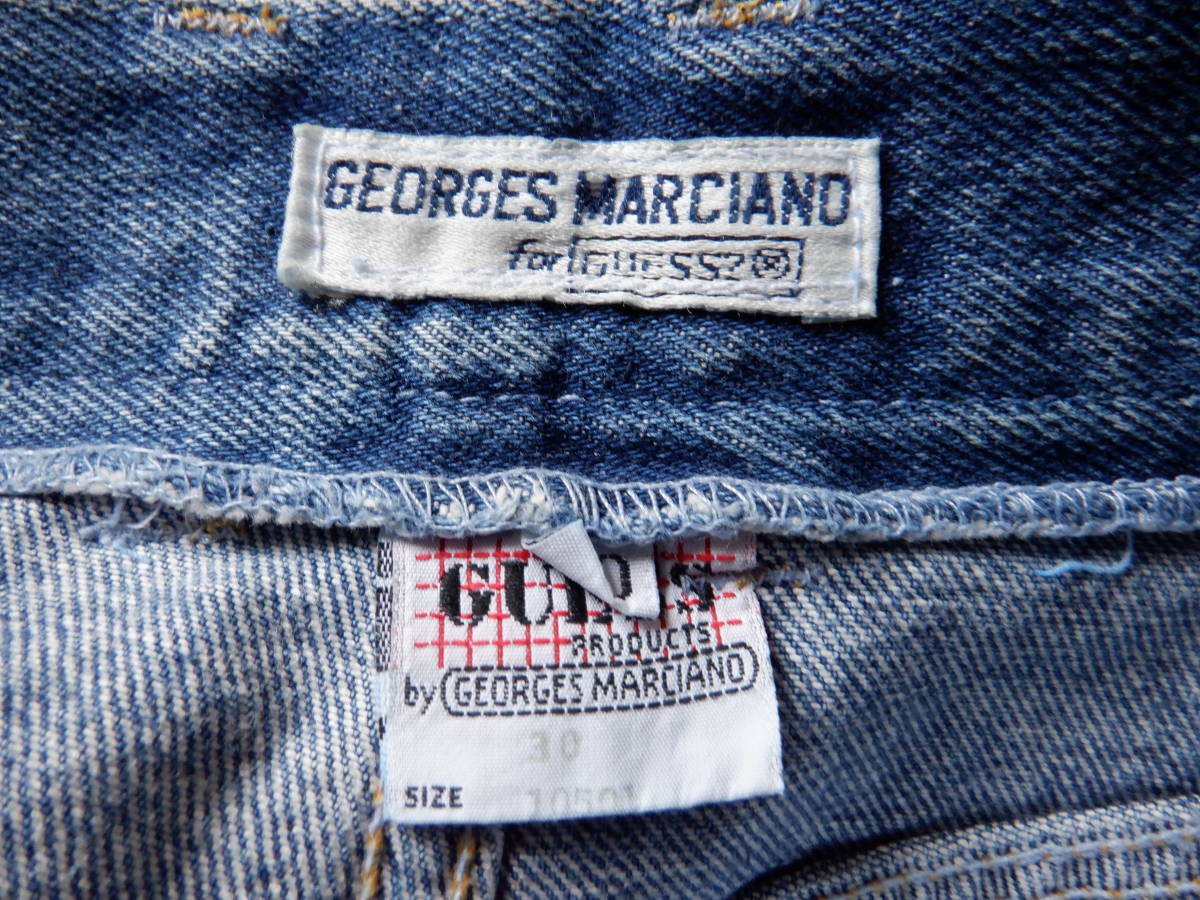 GEORGES MARCIANO
for GUESS?®
PRODUCTS
by GEORGES MARCIANO
30
SIZE